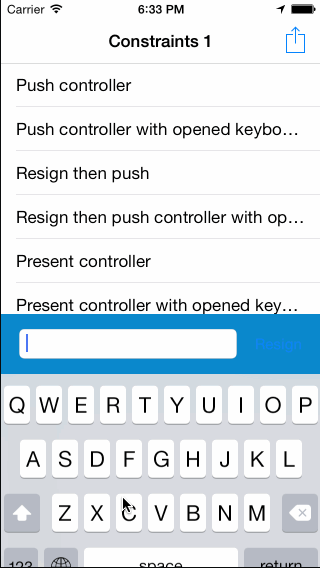 Carrier 6:33 PM
Constraints 1
Push controller
Push controller with opened keybo…
Resign then push
Resign then push controller with op…
Present controller
Present controller with opened key…
Resign
Q W E R T Y U I O P
A S D F G H J K L
Z X C V B N M
123 space return